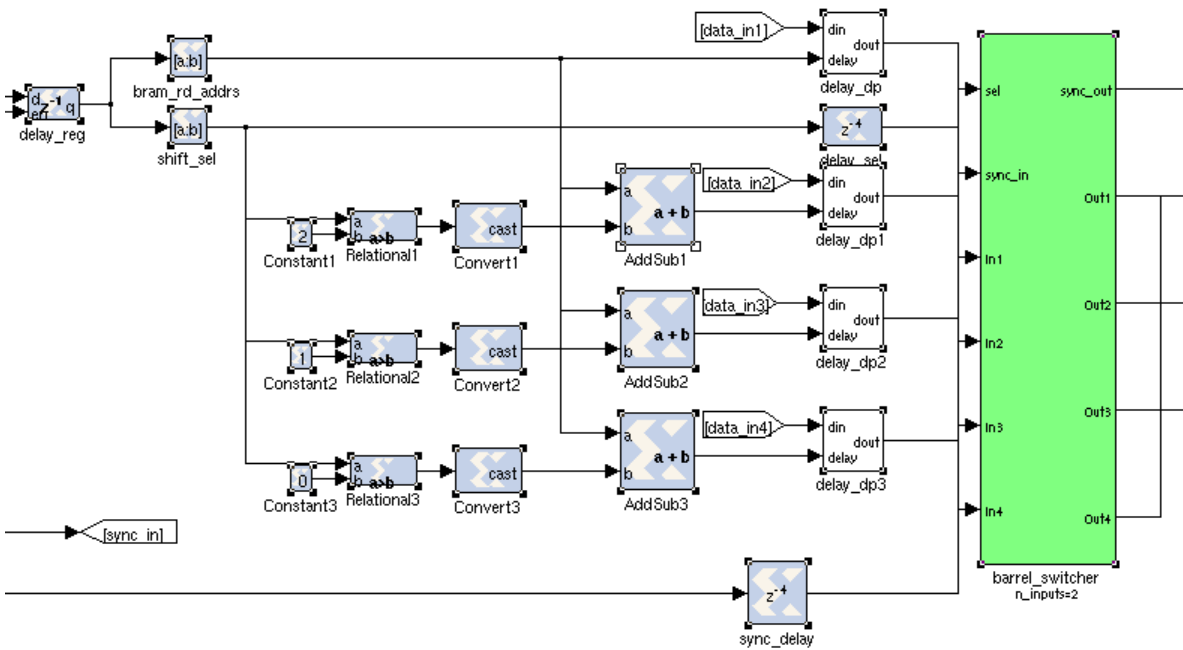 [data_in1]
din
dout
delay
delay_dp
[a:b]
bram_rd_addrs
d
z-1
q
en
delay_reg
[a:b]
shift_sel
z-4
delay_sel
sel
sync_out
sync_in
Out1
In1
Out2
In2
Out3
In3
In4
Out4
barrel_switcher
n_inputs=2
a
b
a + b
AddSub1
[data_in2]
din
dout
delay
delay_dp1
2
Constant1
a
b
a>b
Relational1
cast
Convert1
a
b
a + b
AddSub2
[data_in3]
din
dout
delay
delay_dp2
1
Constant2
a
b
a>b
Relational2
cast
Convert2
a
b
a + b
AddSub3
[data_in4]
din
dout
delay
delay_dp3
0
Constant3
a
b
a>b
Relational3
cast
Convert3
[sync_in]
z-4
sync_delay